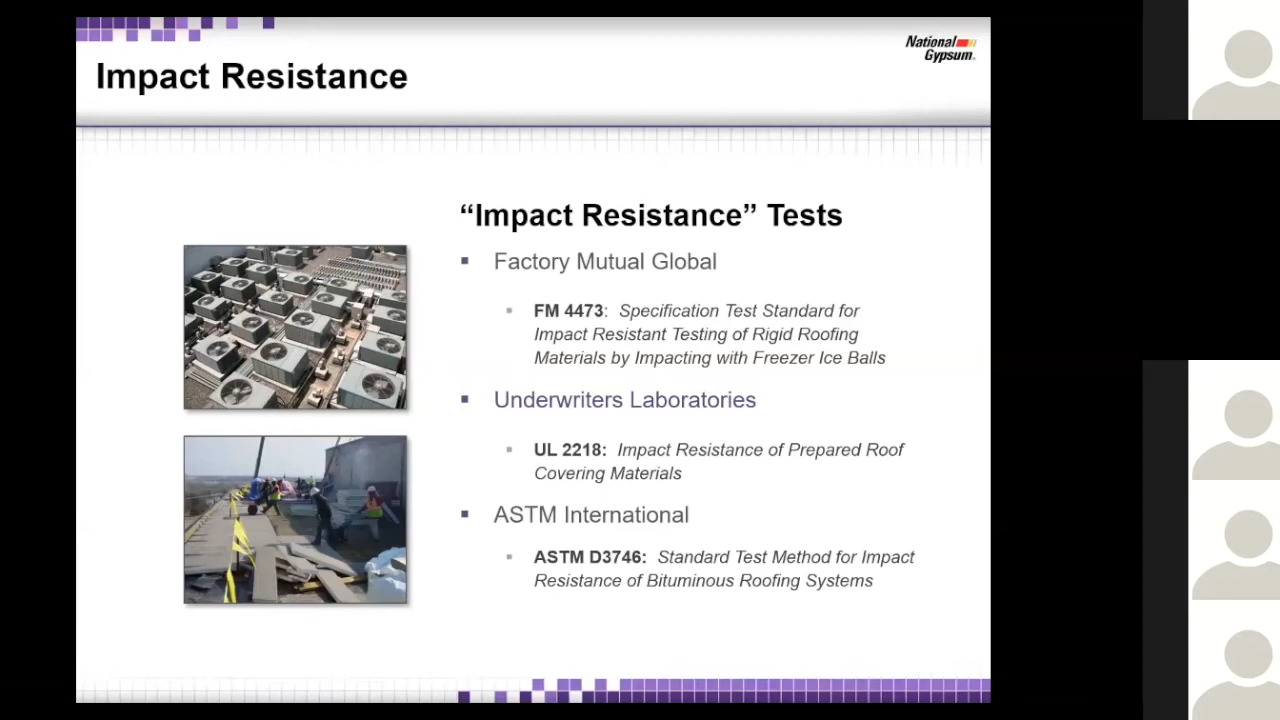 National
Gypsum
Impact Resistance
“Impact Resistance” Tests
Factory Mutual Global
FM 4473: Specification Test Standard for
Impact Resistant Testing of Rigid Roofing
Materials by Impacting with Freezer Ice Balls
Underwriters Laboratories
UL 2218: Impact Resistance of Prepared Roof
Covering Materials
ASTM International
ASTM D3746: Standard Test Method for Impact
Resistance of Bituminous Roofing Systems